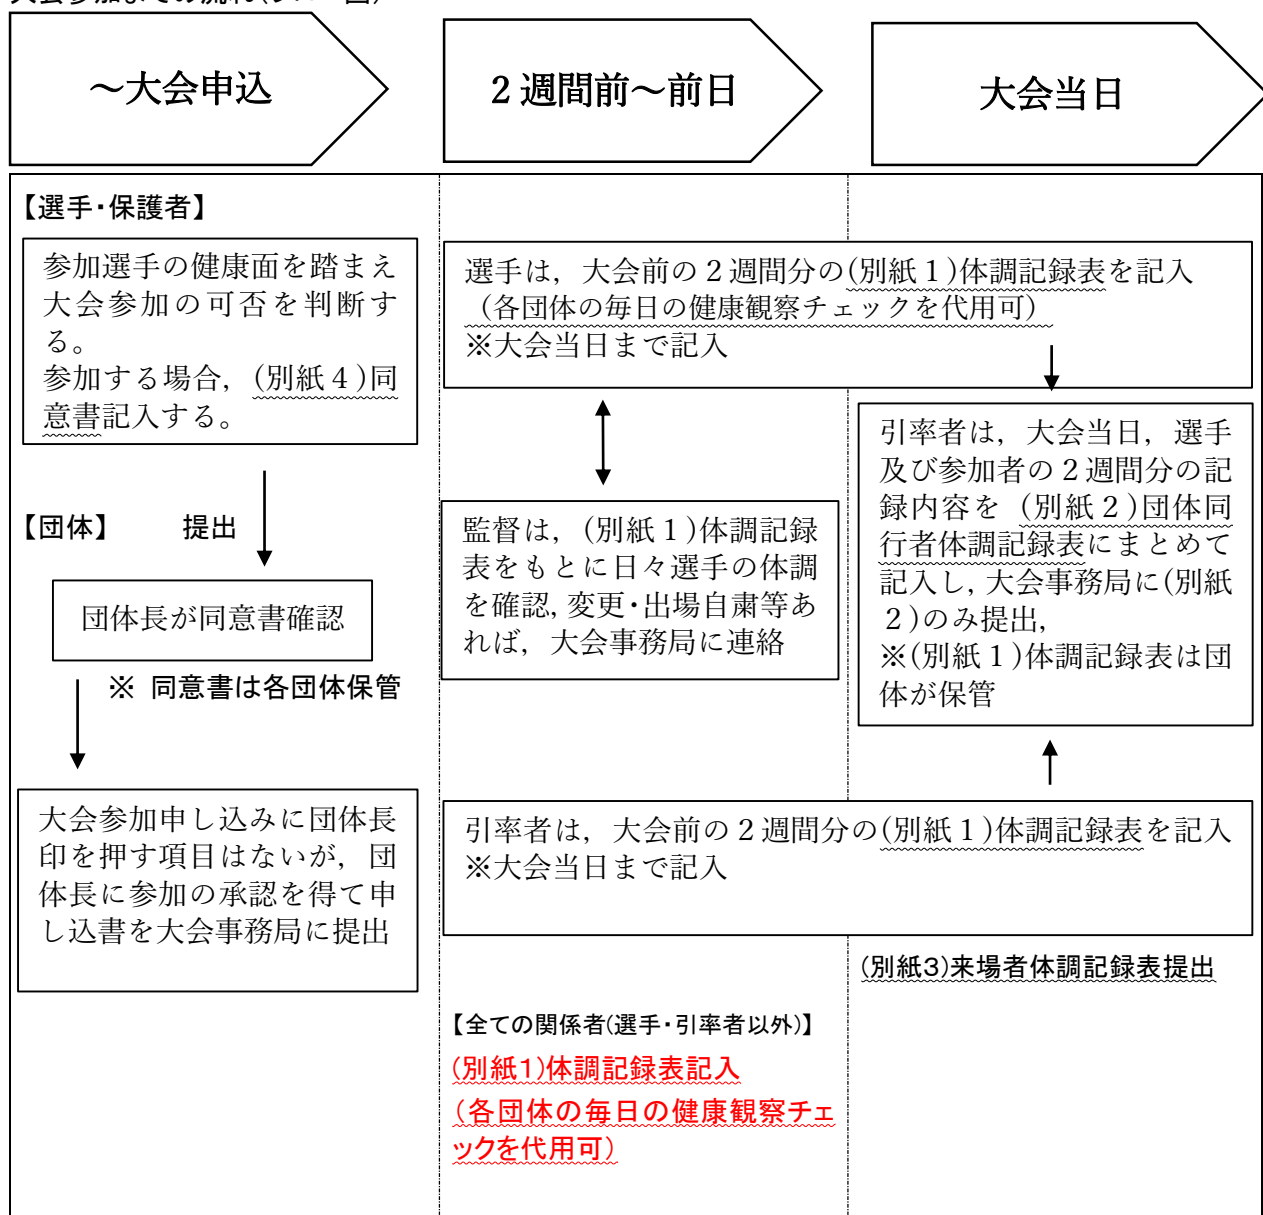 ～大会申込
２週間前～前日
大会当日
【選手・保護者】
参加選手の健康面を踏まえ
大会参加の可否を判断す
る。
参加する場合，(別紙４)同
意書記入する。
【団体】　　提出
団体長が同意書確認
※ 同意書は各団体保管
大会参加申し込みに団体長
印を押す項目はないが，団
体長に参加の承認を得て申
し込書を大会事務局に提出
選手は，大会前の２週間分の(別紙１)体調記録表を記入
（各団体の毎日の健康観察チェックを代用可）
※大会当日まで記入
監督は，(別紙１)体調記録
表をもとに日々選手の体調
を確認,変更・出場自粛等あ
れば，大会事務局に連絡
引率者は，大会当日，選手
及び参加者の２週間分の記
録内容を（別紙２)団体同
行者体調記録表にまとめて
記入し,大会事務局に(別紙
２)のみ提出,
※(別紙１)体調記録表は団
体が保管
引率者は，大会前の２週間分の(別紙１)体調記録表を記入
※大会当日まで記入
(別紙3)来場者体調記録表提出
【全ての関係者(選手・引率者以外)】
(別紙1)体調記録表記入
（各団体の毎日の健康観察チェ
ックを代用可）